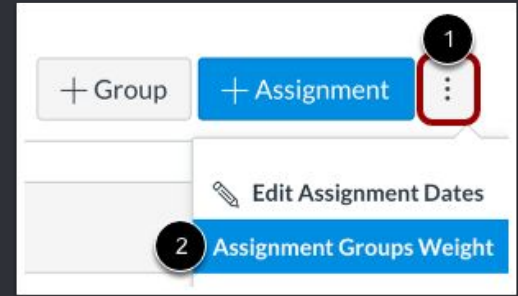 1
+ Group
+ Assignment
Edit Assignment Dates
2
Assignment Groups Weight